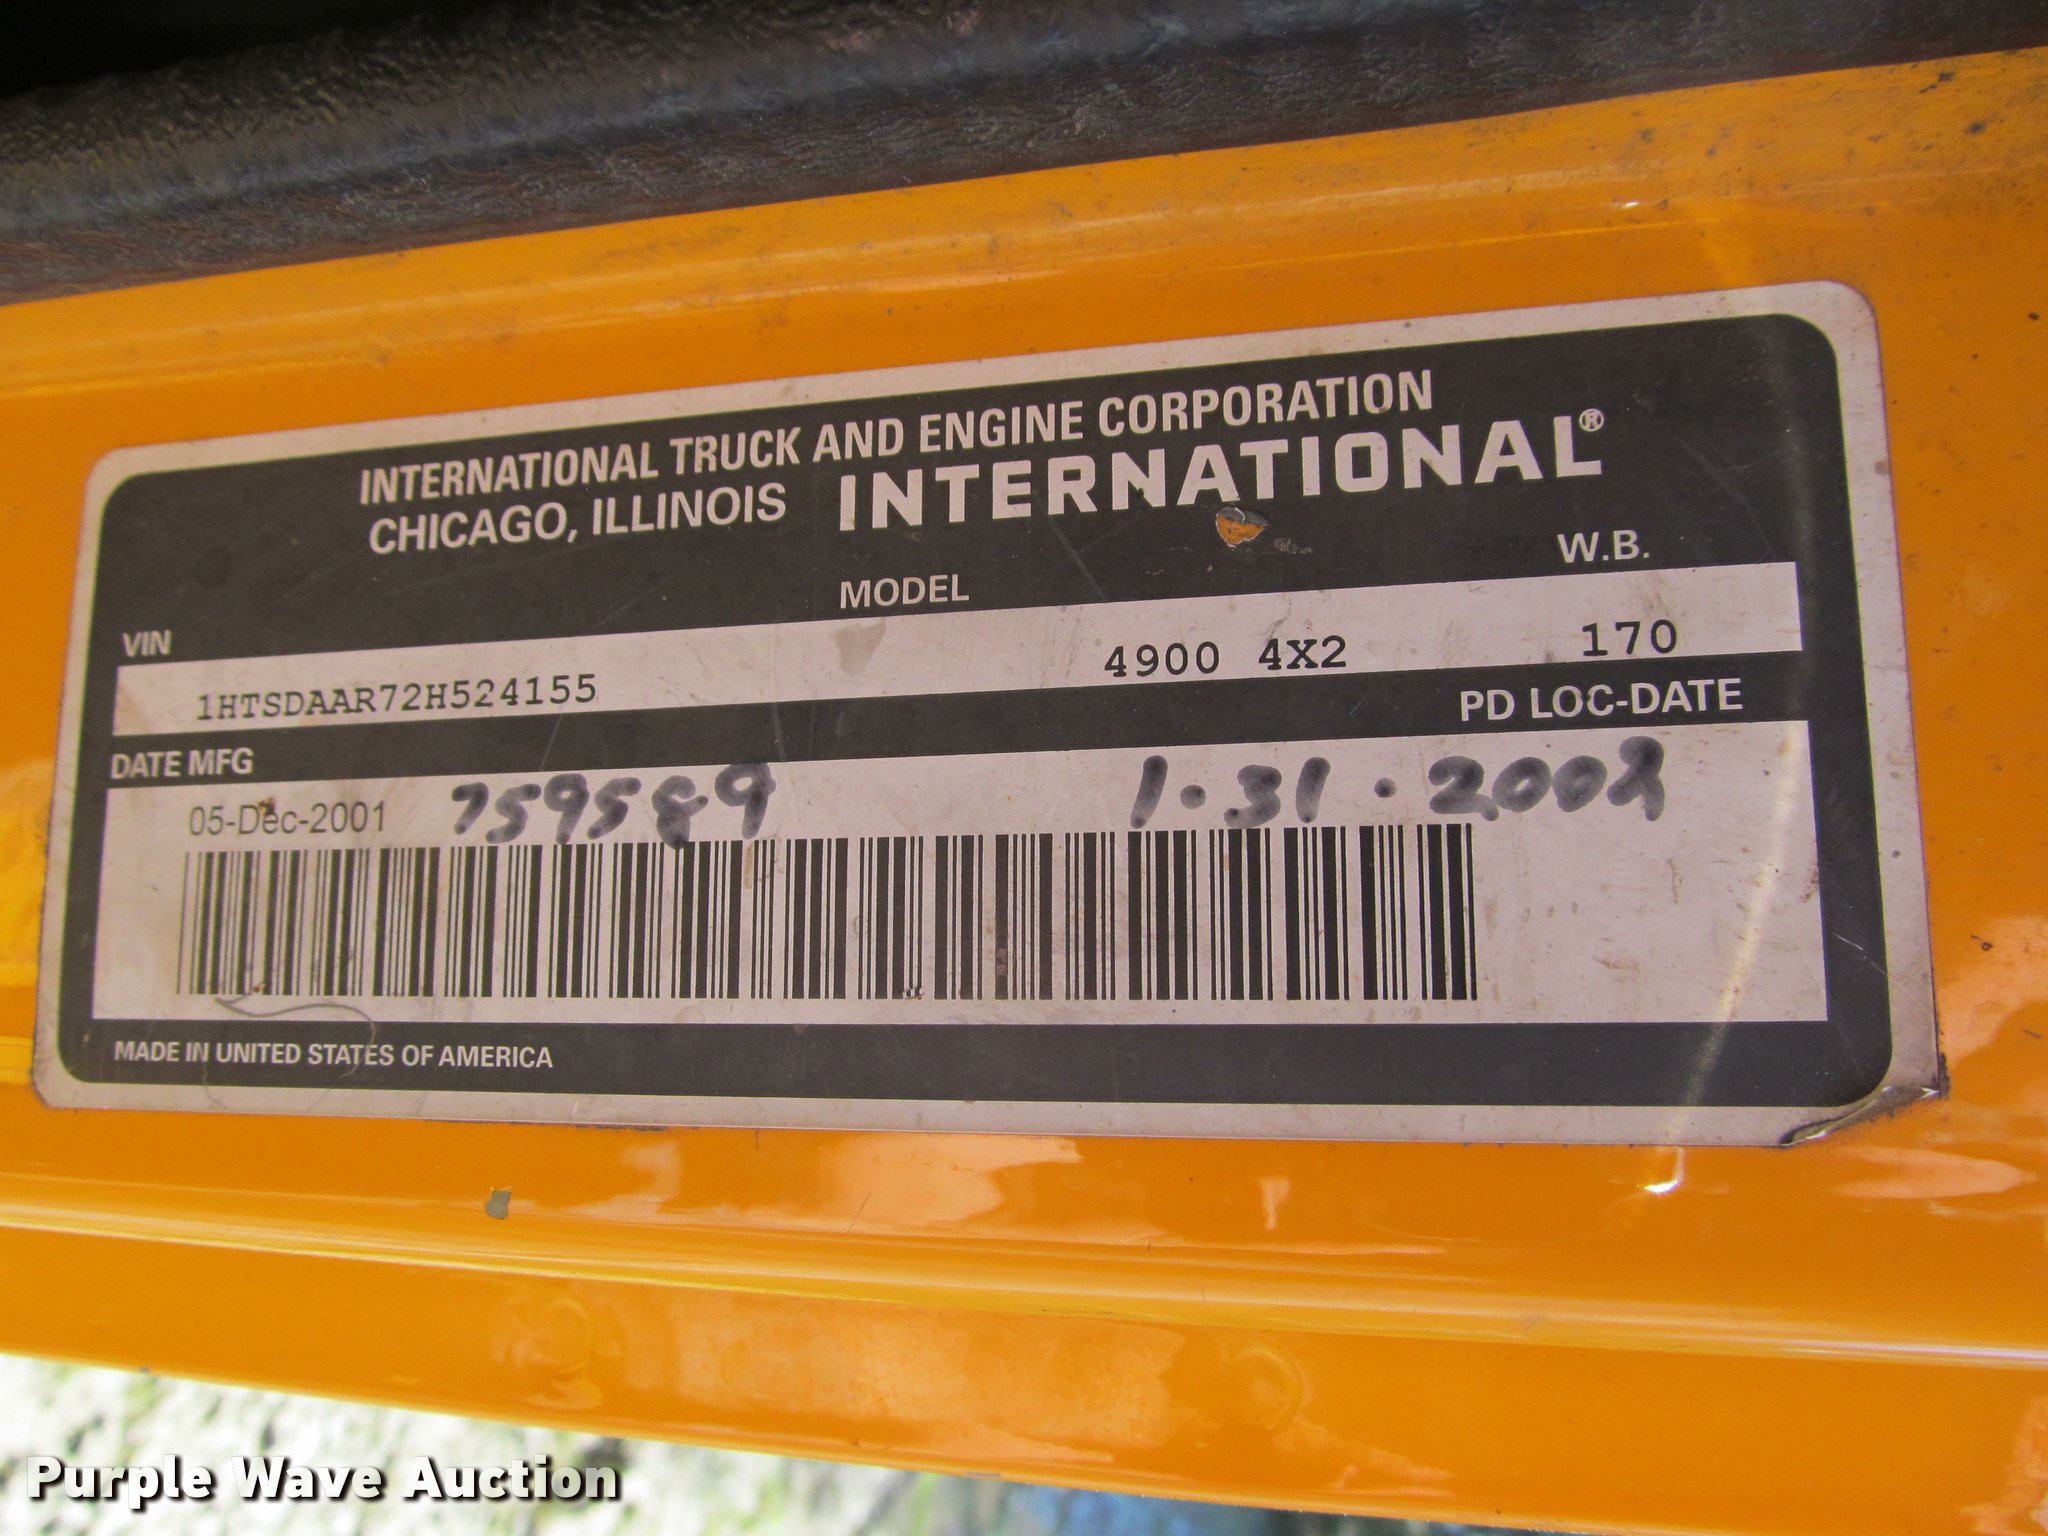 INTERNATIONAL TRUCK AND ENGINE CORPORATION
CHICAGO, ILLINOIS INTERNATIONAL®
VIN MODEL W.B.
1HTSDAAR72H524155 4900 4X2 170
DATE MFG PD LOC-DATE
05-Dec-2001 759589 1·31·2002
MADE IN UNITED STATES OF AMERICA
Purple Wave Auction